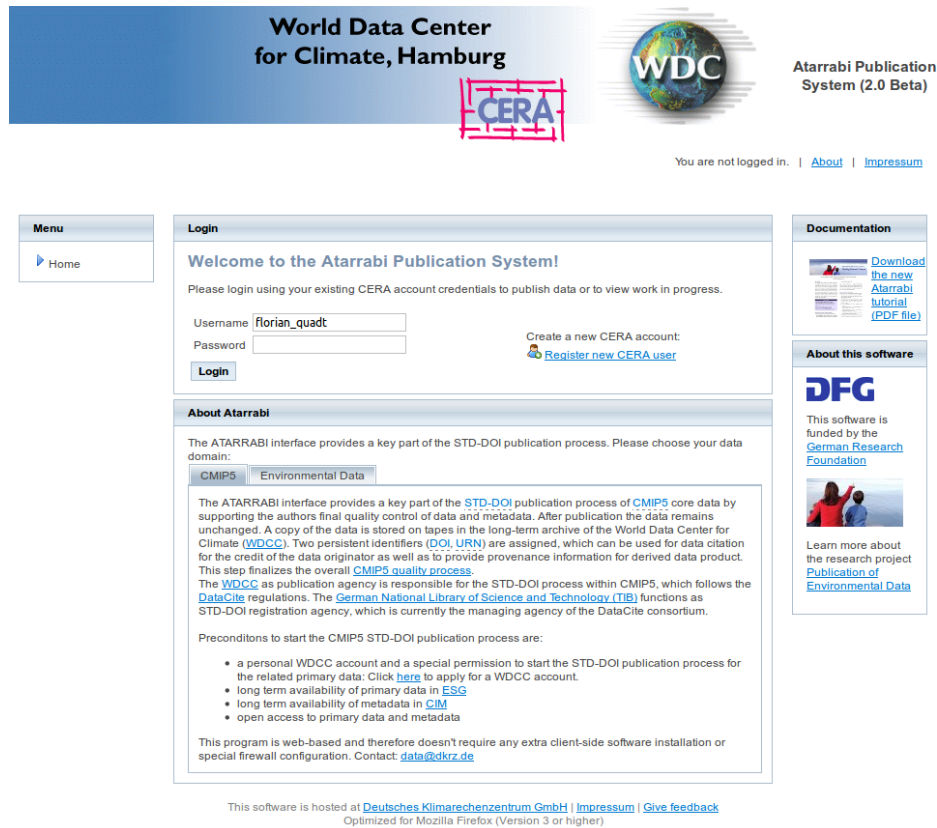 World Data Center
for Climate, Hamburg
CERA
WDC
Atarrabi Publication
System (2.0 Beta)
You are not logged in. | About | Impressum
Menu
Home
Login
Welcome to the Atarrabi Publication System!
Please login using your existing CERA account credentials to publish data or to view work in progress.
Username florian_quadt
Password
Login
Create a new CERA account:
Register new CERA user
About Atarrabi
The ATARRABI interface provides a key part of the STD-DOI publication process. Please choose your data
domain:
CMIP5 Environmental Data
The ATARRABI interface provides a key part of the STD-DOI publication process of CMIP5 core data by
supporting the authors final quality control of data and metadata. After publication the data remains
unchanged. A copy of the data is stored on tapes in the long-term archive of the World Data Center for
Climate (WDCC). Two persistent identifiers (DOI, URN) are assigned, which can be used for data citation
for the credit of the data originator as well as to provide provenance information for derived data product.
This step finalizes the overall CMIP5 quality process.
The WDCC as publication agency is responsible for the STD-DOI process within CMIP5, which follows the
DataCite regulations. The German National Library of Science and Technology (TIB) functions as
STD-DOI registration agency, which is currently the managing agency of the DataCite consortium.
Preconditons to start the CMIP5 STD-DOI publication process are:
• a personal WDCC account and a special permission to start the STD-DOI publication process for
the related primary data: Click here to apply for a WDCC account.
• long term availability of primary data in ESG
• long term availability of metadata in CIM
• open access to primary data and metadata
This program is web-based and therefore doesn't require any extra client-side software installation or
special firewall configuration. Contact: data@dkrz.de
Documentation
Download
the new
Atarrabi
tutorial
(PDF file)
About this software
DFG
This software is
funded by the
German Research
Foundation
Learn more about
the research project
Publication of
Environmental Data
This software is hosted at Deutsches Klimarechenzentrum GmbH | Impressum | Give feedback
Optimized for Mozilla Firefox (Version 3 or higher)